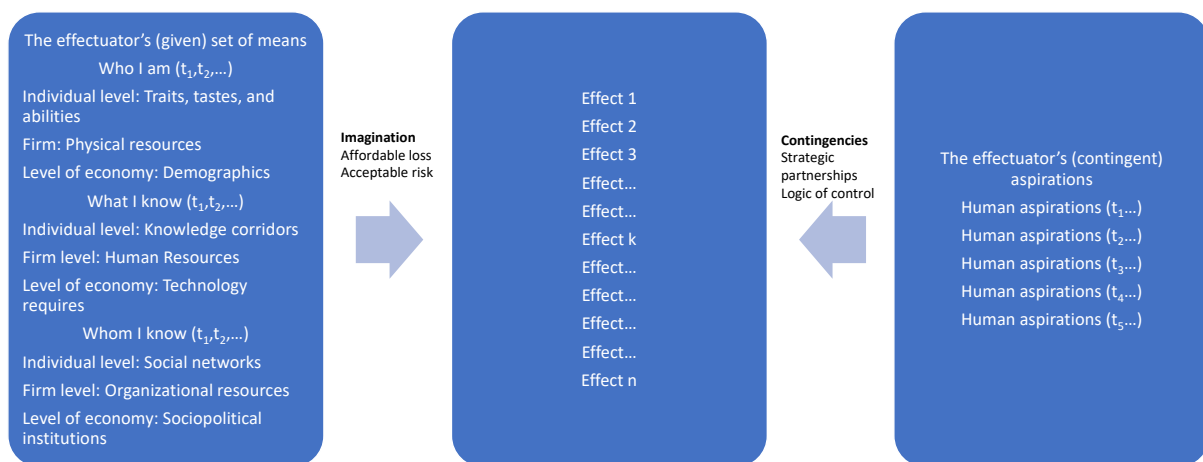 The effectuator’s (given) set of means
Who I am (t₁,t₂,…)
Individual level: Traits, tastes, and
abilities
Firm: Physical resources
Level of economy: Demographics
What I know (t₁,t₂,…)
Individual level: Knowledge corridors
Firm level: Human Resources
Level of economy: Technology
requires
Whom I know (t₁,t₂,…)
Individual level: Social networks
Firm level: Organizational resources
Level of economy: Sociopolitical
institutions
Imagination
Affordable loss
Acceptable risk
Effect 1
Effect 2
Effect 3
Effect…
Effect…
Effect k
Effect…
Effect…
Effect…
Effect…
Effect n
Contingencies
Strategic
partnerships
Logic of control
The effectuator’s (contingent)
aspirations
Human aspirations (t₁…)
Human aspirations (t₂…)
Human aspirations (t₃…)
Human aspirations (t₄…)
Human aspirations (t₅…)